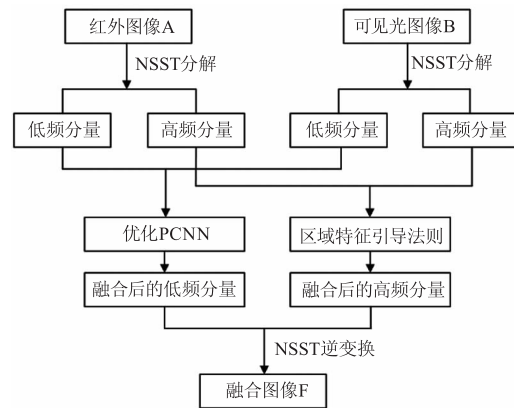 红外图像A
可见光图像B
NSST分解
NSST分解
低频分量
高频分量
低频分量
高频分量
优化PCNN
区域特征引导法则
融合后的低频分量
融合后的高频分量
NSST逆变换
融合图像F